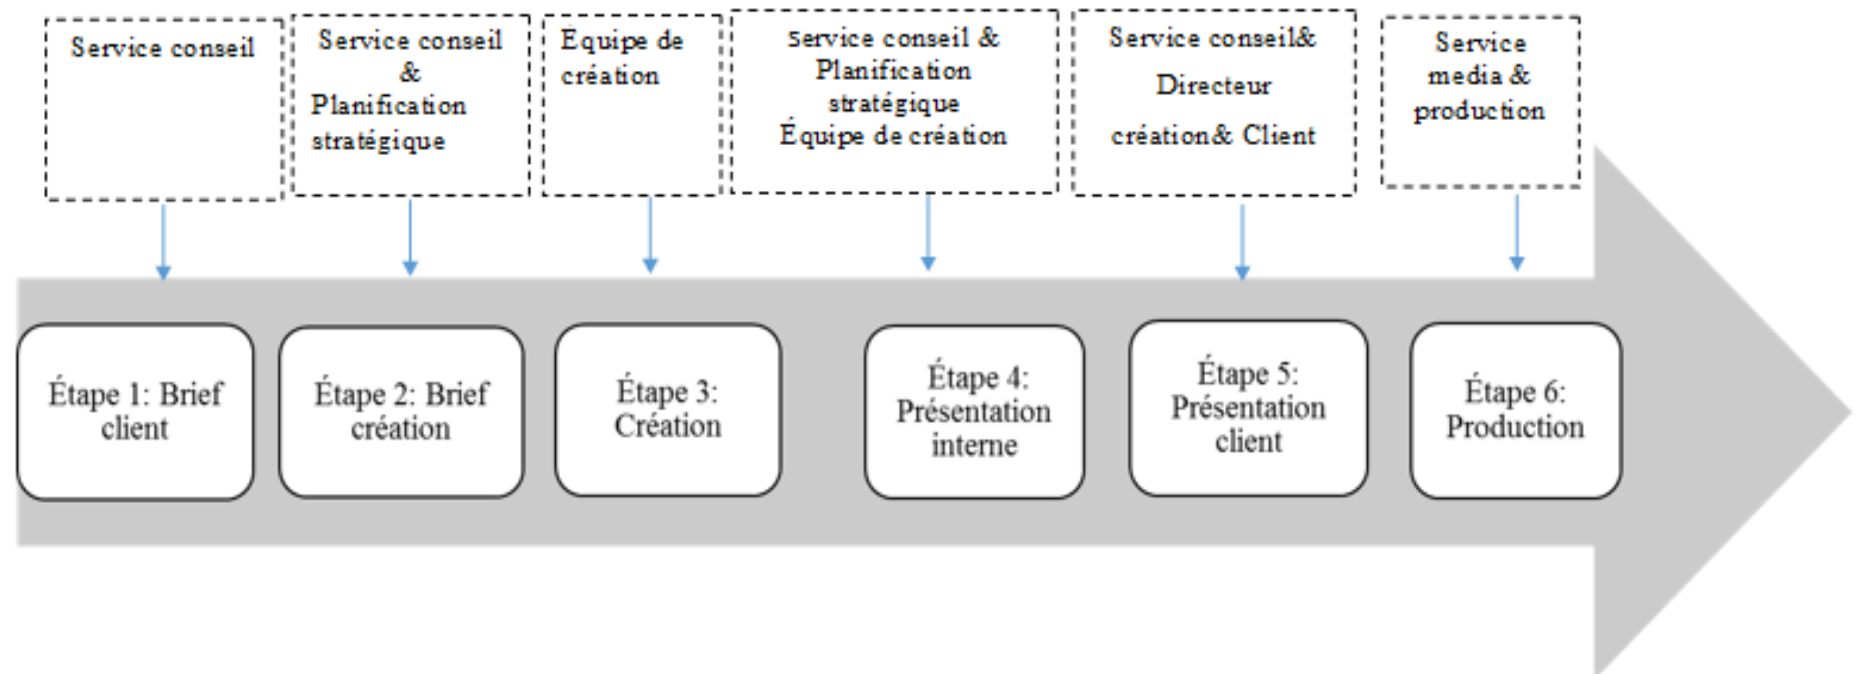 Service conseil
Service conseil
&
Planification
stratégique
Équipe de
création
Service conseil &
Planification
stratégique
Équipe de création
Service conseil&
Directeur
création& Client
Service
media &
production
Étape 1: Brief
client
Étape 2: Brief
création
Étape 3:
Création
Étape 4:
Présentation
interne
Étape 5:
Présentation
client
Étape 6:
Production